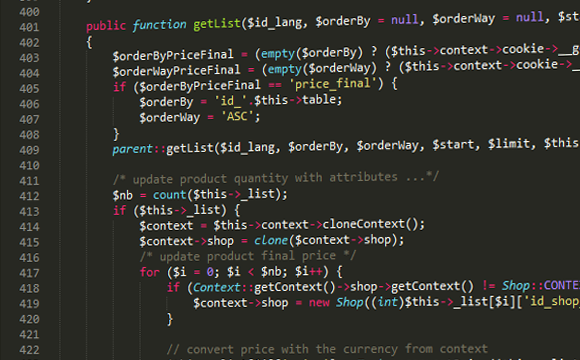 400
401 public function getList($id_lang, $orderBy = null, $orderWay = null, $st
402 {
403 $orderByPriceFinal = (empty($orderBy) ? ($this->context->cookie->__g
404 $orderWayPriceFinal = (empty($orderWay) ? ($this->context->cookie->_
405 if ($orderByPriceFinal == 'price_final') {
406 $orderBy = 'id_'.$this->table;
407 $orderWay = 'ASC';
408 }
409 parent::getList($id_lang, $orderBy, $orderWay, $start, $limit, $this
410
411 /* update product quantity with attributes ...*/
412 $nb = count($this->_list);
413 if ($this->_list) {
414 $context = $this->context->cloneContext();
415 $context->shop = clone($context->shop);
416 /* update product final price */
417 for ($i = 0; $i < $nb; $i++) {
418 if (Context::getContext()->shop->getContext() != Shop::CONTE
419 $context->shop = new Shop((int)$this->_list[$i]['id_shop
420 }
421
422 // convert price with the currency from context